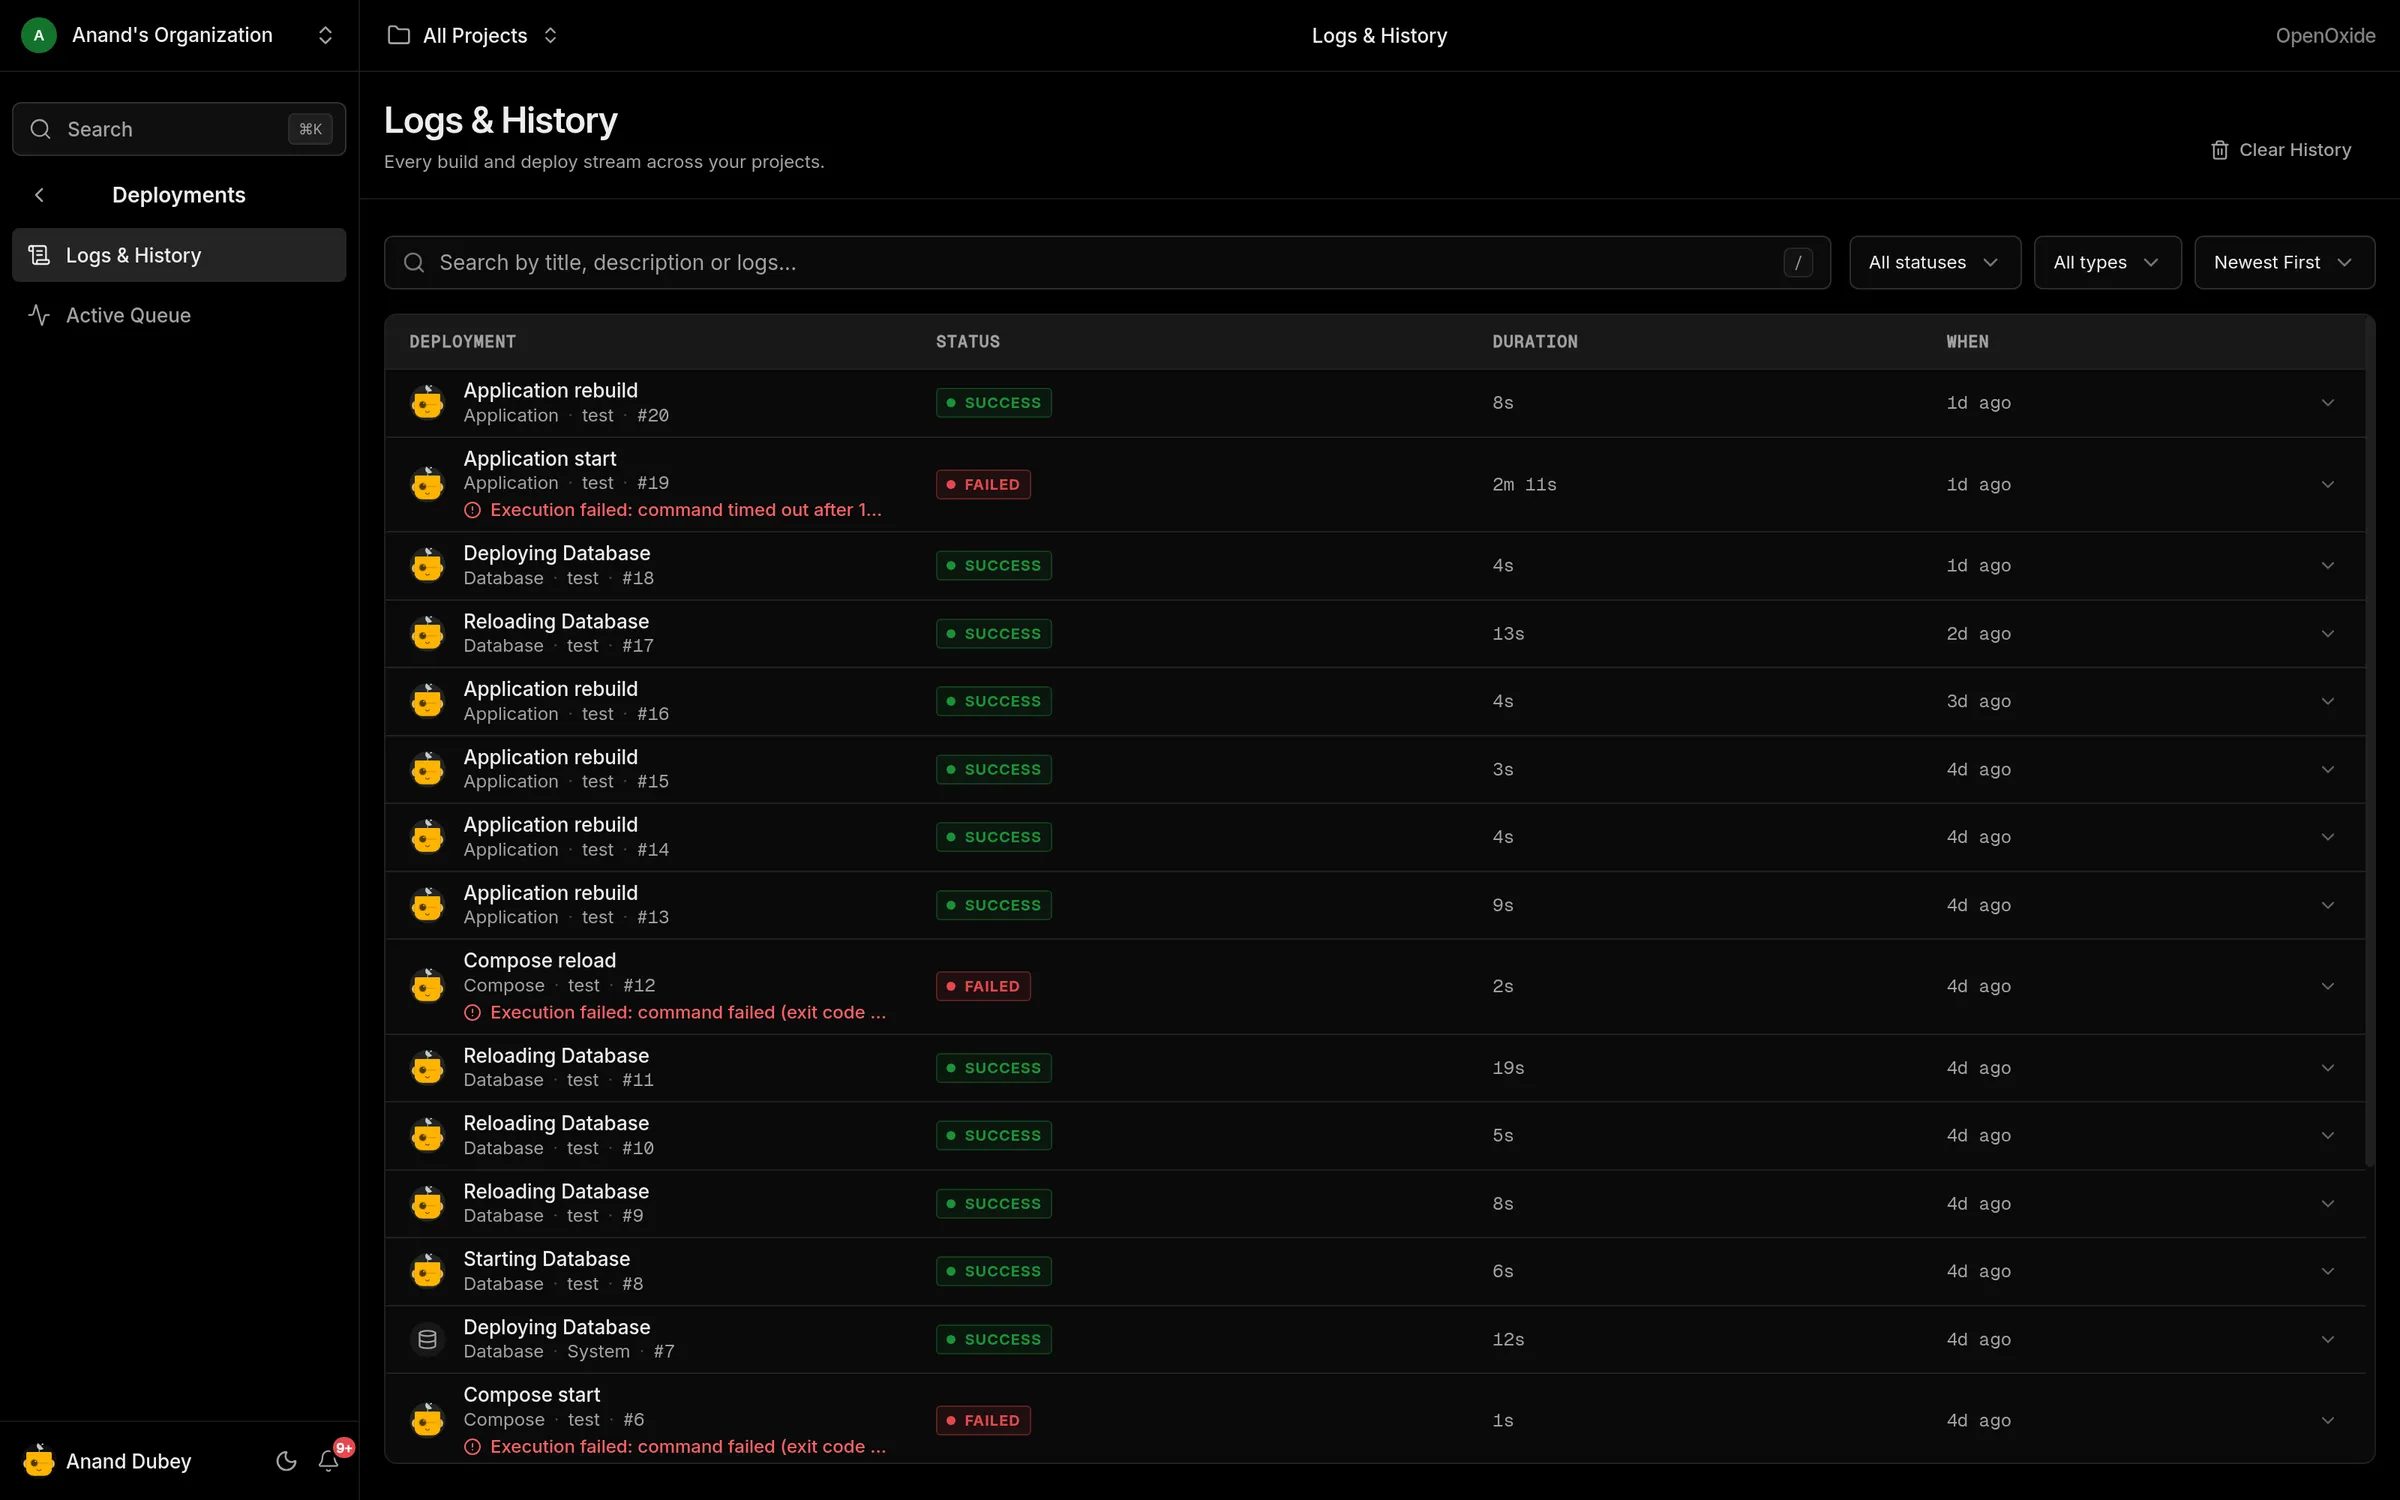 A Anand's Organization
All Projects
Logs & History
OpenOxide
Search ⌘K
Deployments
Logs & History
Active Queue
Logs & History
Every build and deploy stream across your projects.
Clear History
Search by title, description or logs... /
All statuses
All types
Newest First
DEPLOYMENT STATUS DURATION WHEN
Application rebuild
Application · test · #20
SUCCESS 8s 1d ago
Application start
Application · test · #19
Execution failed: command timed out after 1...
FAILED 2m 11s 1d ago
Deploying Database
Database · test · #18
SUCCESS 4s 1d ago
Reloading Database
Database · test · #17
SUCCESS 13s 2d ago
Application rebuild
Application · test · #16
SUCCESS 4s 3d ago
Application rebuild
Application · test · #15
SUCCESS 3s 4d ago
Application rebuild
Application · test · #14
SUCCESS 4s 4d ago
Application rebuild
Application · test · #13
SUCCESS 9s 4d ago
Compose reload
Compose · test · #12
Execution failed: command failed (exit code ...
FAILED 2s 4d ago
Reloading Database
Database · test · #11
SUCCESS 19s 4d ago
Reloading Database
Database · test · #10
SUCCESS 5s 4d ago
Reloading Database
Database · test · #9
SUCCESS 8s 4d ago
Starting Database
Database · test · #8
SUCCESS 6s 4d ago
Deploying Database
Database · System · #7
SUCCESS 12s 4d ago
Compose start
Compose · test · #6
Execution failed: command failed (exit code ...
FAILED 1s 4d ago
Anand Dubey
9+